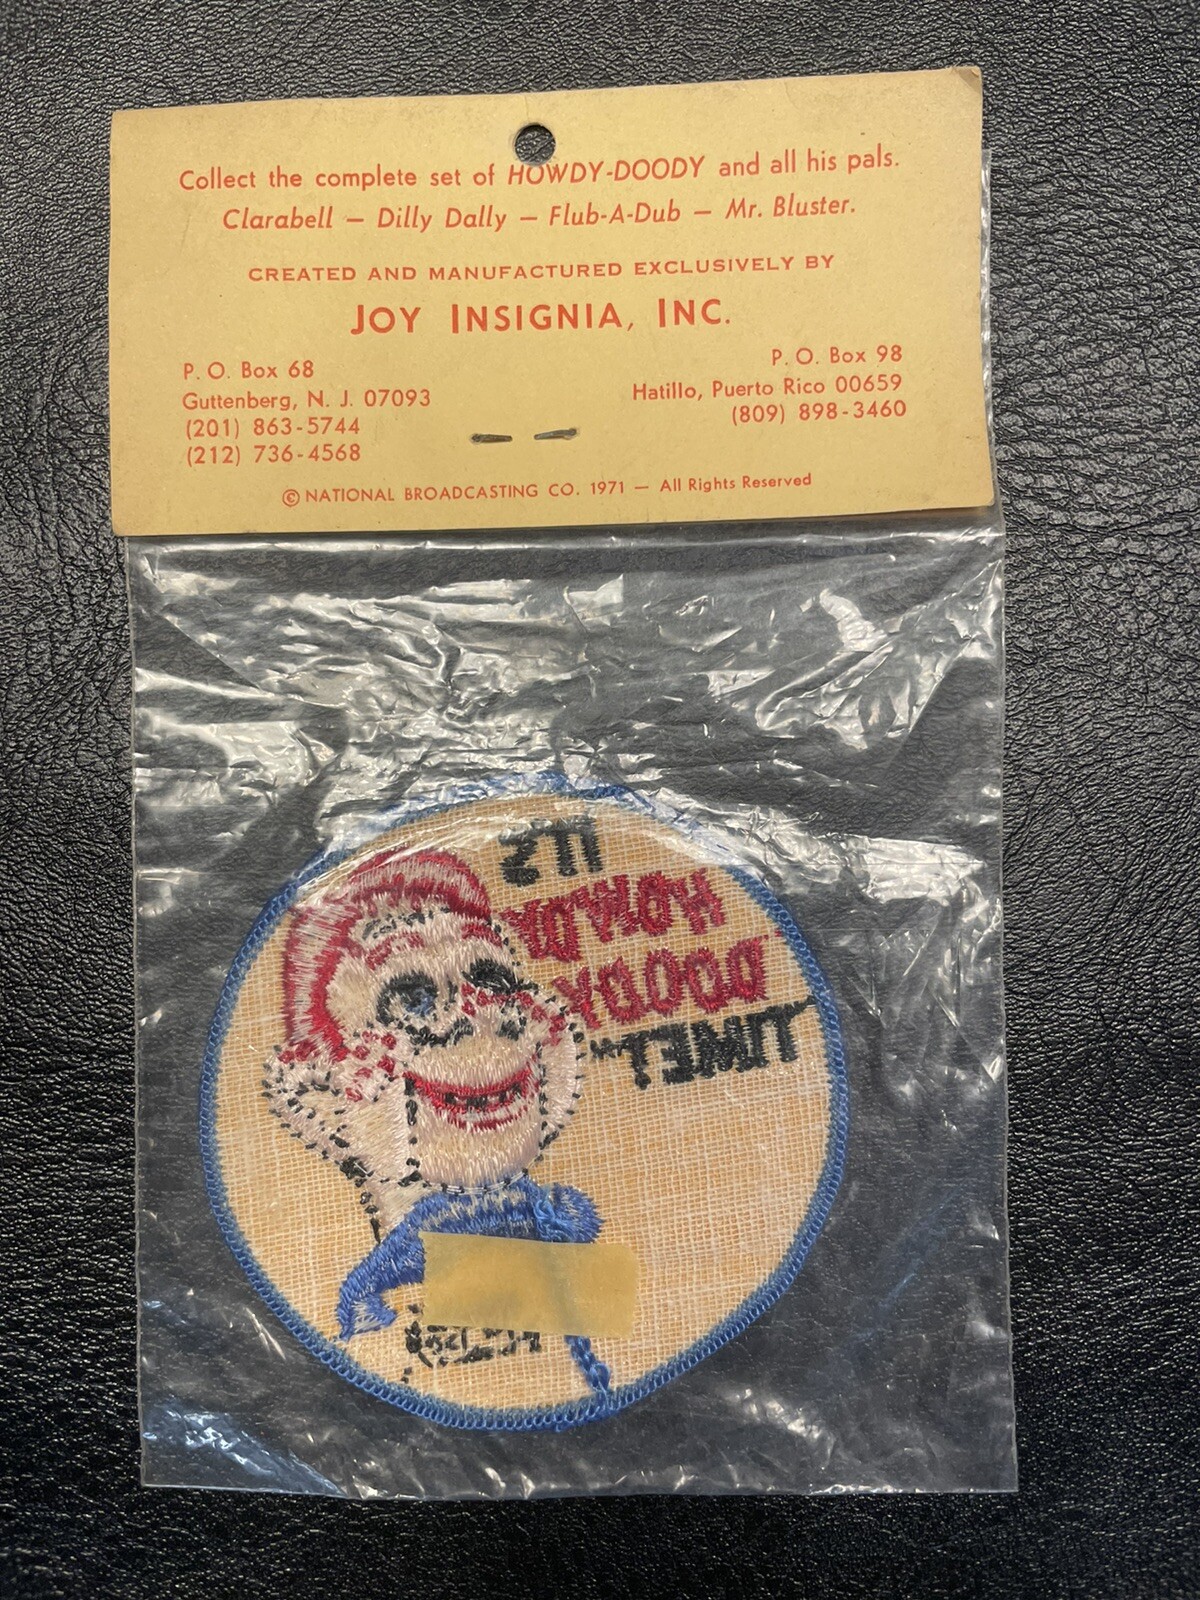 Collect the complete set of HOWDY-DOODY and all his pals.
Clarabell — Dilly Dally — Flub-A-Dub — Mr. Bluster.
CREATED AND MANUFACTURED EXCLUSIVELY BY
JOY INSIGNIA, INC.
P. O. Box 68
Guttenberg, N. J. 07093
(201) 863-5744
(212) 736-4568
P. O. Box 98
Hatillo, Puerto Rico 00659
(809) 898-3460
© NATIONAL BROADCASTING CO. 1971 — All Rights Reserved
IT'S
HOWDY
DOODY
TIME!